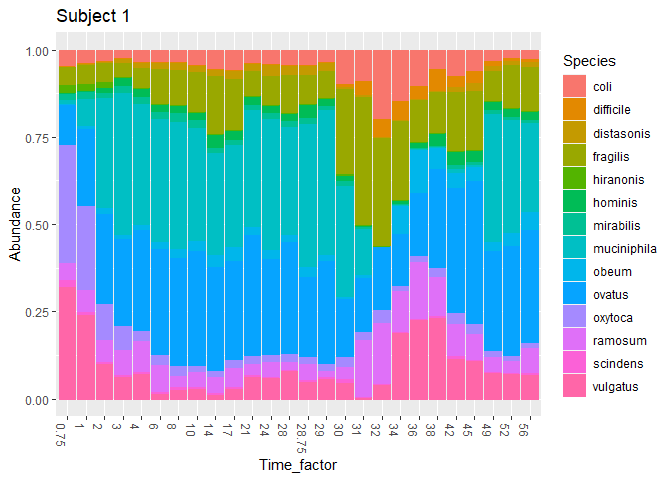 Subject 1
Abundance
1.00
0.75
0.50
0.25
0.00
0.75
1
2
3
4
6
8
10
14
17
21
24
28
28.75
29
30
31
32
34
36
38
42
45
49
52
56
Time_factor
Species
coli
difficile
distasonis
fragilis
hiranonis
hominis
mirabilis
muciniphila
obeum
ovatus
oxytoca
ramosum
scindens
vulgatus